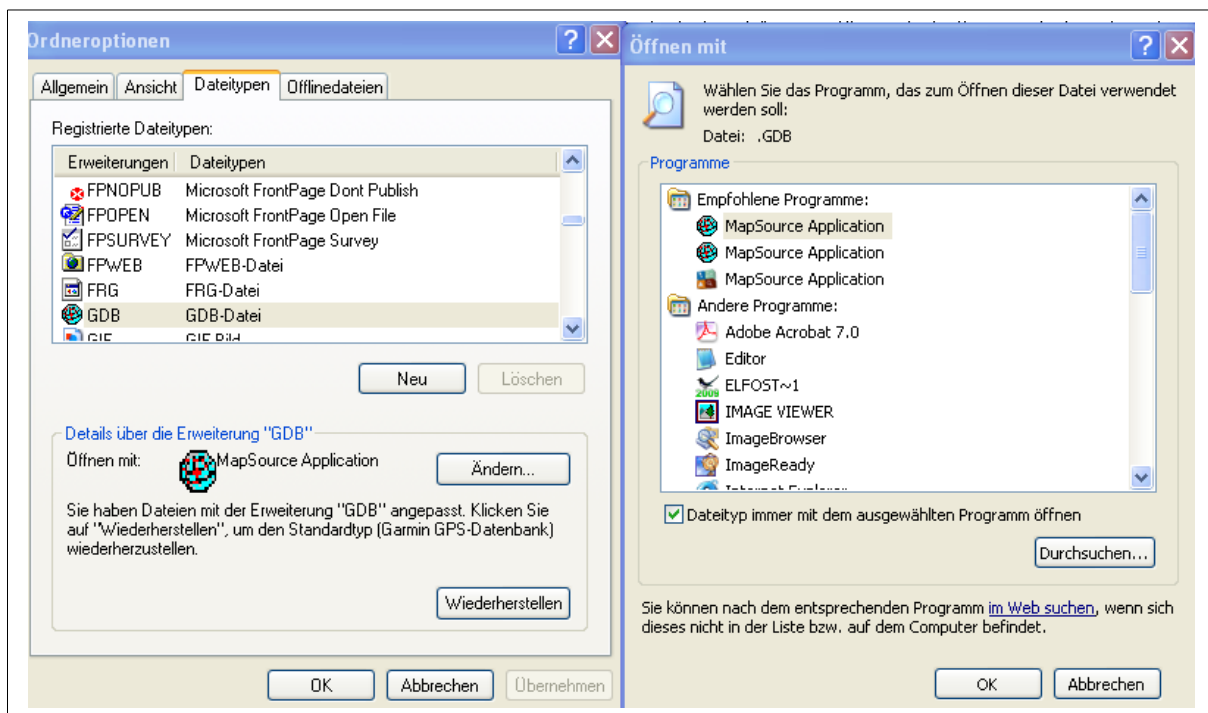 Ordneroptionen
Allgemein Ansicht Dateitypen Offlinedateien
Registrierte Dateitypen:
Erweiterungen Dateitypen
FPNOPUB Microsoft FrontPage Dont Publish
FPOPEN Microsoft FrontPage Open File
FPSURVEY Microsoft FrontPage Survey
FPWEB FPWEB-Datei
FRG FRG-Datei
GDB GDB-Datei
GIF GIF Bild
Neu Löschen
Details über die Erweiterung "GDB"
Öffnen mit: MapSource Application Ändern...
Sie haben Dateien mit der Erweiterung "GDB" angepasst. Klicken Sie
auf "Wiederherstellen", um den Standardtyp (Garmin GPS-Datenbank)
wiederherzustellen.
Wiederherstellen
OK Abbrechen Übernehmen
Öffnen mit
Wählen Sie das Programm, das zum Öffnen dieser Datei verwendet
werden soll:
Datei: .GDB
Programme
Empfohlene Programme:
MapSource Application
MapSource Application
MapSource Application
Andere Programme:
Adobe Acrobat 7.0
Editor
2009 ELFOST~1
IMAGE VIEWER
ImageBrowser
ImageReady
Internet Explorer
Dateityp immer mit dem ausgewählten Programm öffnen
Durchsuchen...
Sie können nach dem entsprechenden Programm im Web suchen, wenn sich
dieses nicht in der Liste bzw. auf dem Computer befindet.
OK Abbrechen